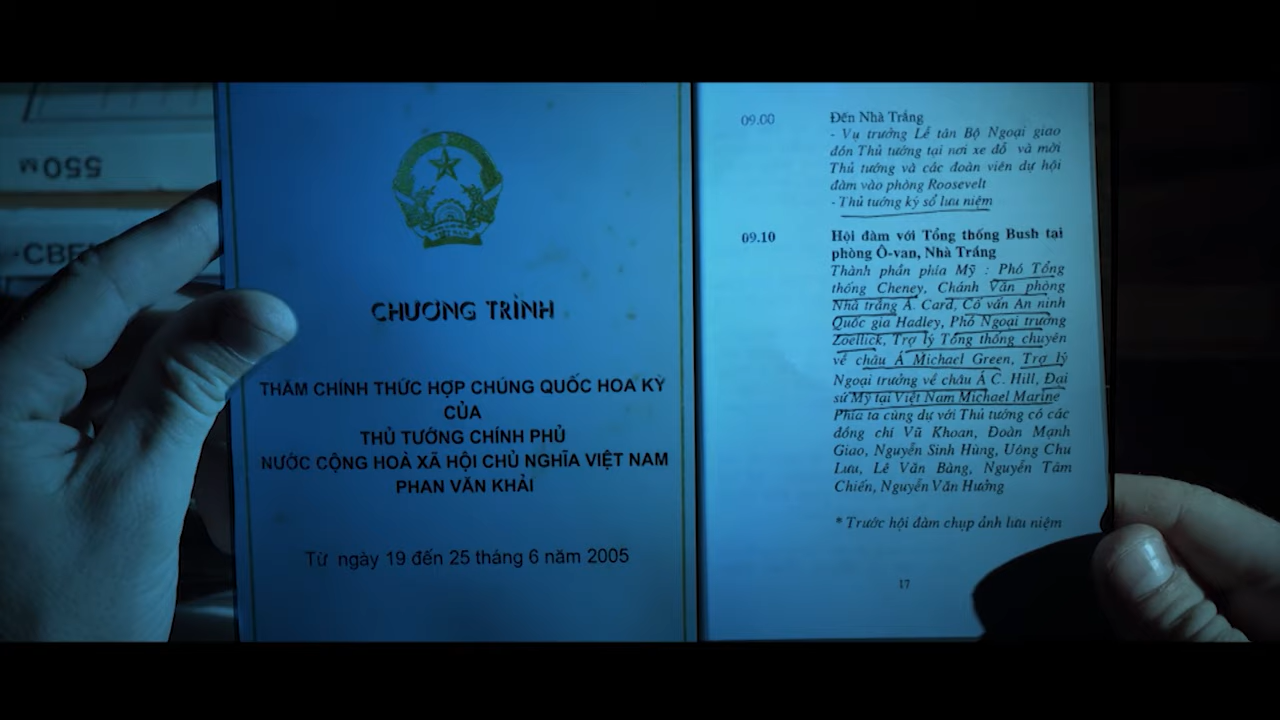 550 M
CHƯƠNG TRÌNH
THĂM CHÍNH THỨC HỢP CHÚNG QUỐC HOA KỲ
CỦA
THỦ TƯỚNG CHÍNH PHỦ
NƯỚC CỘNG HOÀ XÃ HỘI CHỦ NGHĨA VIỆT NAM
PHAN VĂN KHẢI
Từ ngày 19 đến 25 tháng 6 năm 2005
09.00 Đến Nhà Trắng
- Vụ trưởng Lễ tân Bộ Ngoại giao
đón Thủ tướng tại nơi xe đỗ và mời
Thủ tướng và các đoàn viên dự hội
đàm vào phòng Roosevelt
- Thủ tướng ký sổ lưu niệm
09.10 Hội đàm với Tổng thống Bush tại
phòng Ô-van, Nhà Trắng
Thành phần phía Mỹ : Phó Tổng
thống Cheney, Chánh Văn phòng
Nhà trắng A. Card, Cố vấn An ninh
Quốc gia Hadley, Phó Ngoại trưởng
Zoellick, Trợ lý Tổng thống chuyên
về châu Á Michael Green, Trợ lý
Ngoại trưởng về châu Á C. Hill, Đại
sứ Mỹ tại Việt Nam Michael Marine
Phía ta cùng dự với Thủ tướng có các
đồng chí Vũ Khoan, Đoàn Mạnh
Giao, Nguyễn Sinh Hùng, Uông Chu
Lưu, Lê Văn Bàng, Nguyễn Tâm
Chiến, Nguyễn Văn Hưởng
* Trước hội đàm chụp ảnh lưu niệm
17